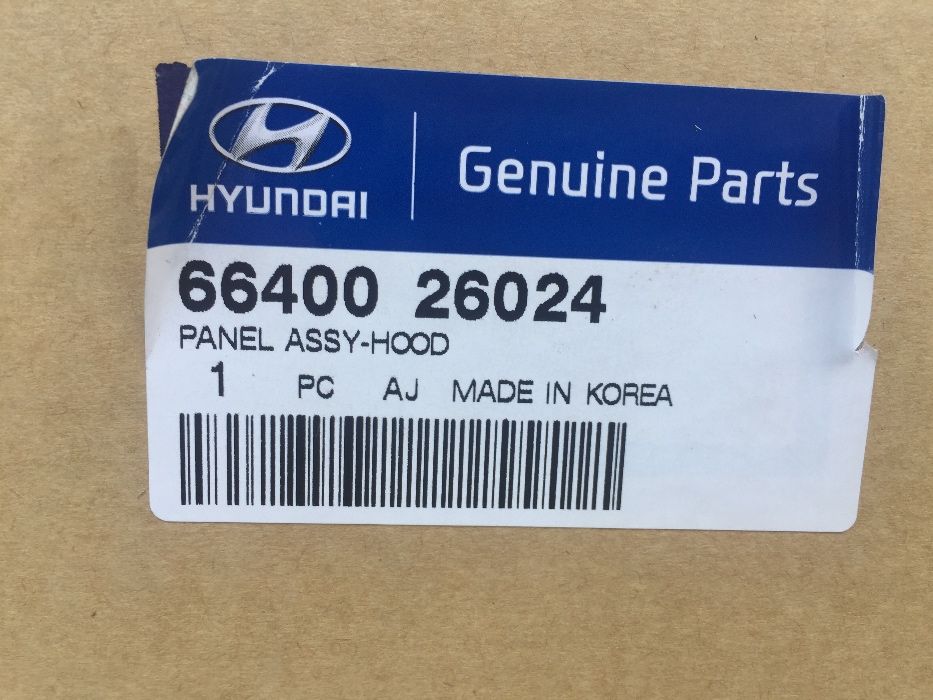 HYUNDAI
Genuine Parts
66400 26024
PANEL ASSY-HOOD
1 PC AJ MADE IN KOREA